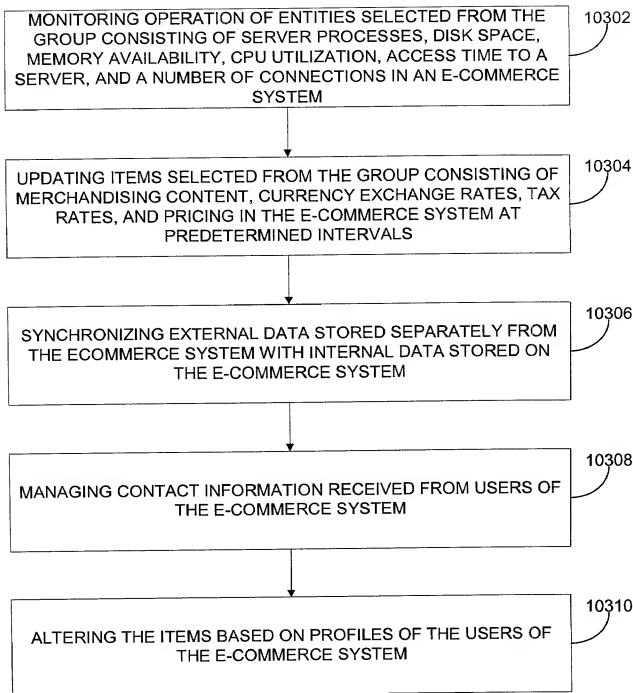 MONITORING OPERATION OF ENTITIES SELECTED FROM THE
GROUP CONSISTING OF SERVER PROCESSES, DISK SPACE,
MEMORY AVAILABILITY, CPU UTILIZATION, ACCESS TIME TO A
SERVER, AND A NUMBER OF CONNECTIONS IN AN E-COMMERCE
SYSTEM
10302
UPDATING ITEMS SELECTED FROM THE GROUP CONSISTING OF
MERCHANDISING CONTENT, CURRENCY EXCHANGE RATES, TAX
RATES, AND PRICING IN THE E-COMMERCE SYSTEM AT
PREDETERMINED INTERVALS
10304
SYNCHRONIZING EXTERNAL DATA STORED SEPARATELY FROM
THE ECOMMERCE SYSTEM WITH INTERNAL DATA STORED ON
THE E-COMMERCE SYSTEM
10306
MANAGING CONTACT INFORMATION RECEIVED FROM USERS OF
THE E-COMMERCE SYSTEM
10308
ALTERING THE ITEMS BASED ON PROFILES OF THE USERS OF
THE E-COMMERCE SYSTEM
10310